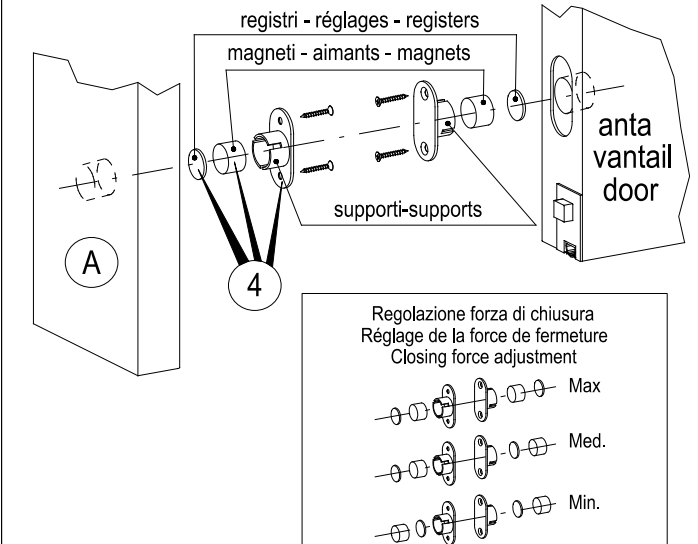 registri - réglages - registers
magneti - aimants - magnets
anta
vantail
door
supporti-supports
A
4
Regolazione forza di chiusura
Réglage de la force de fermeture
Closing force adjustment
Max
Med.
Min.